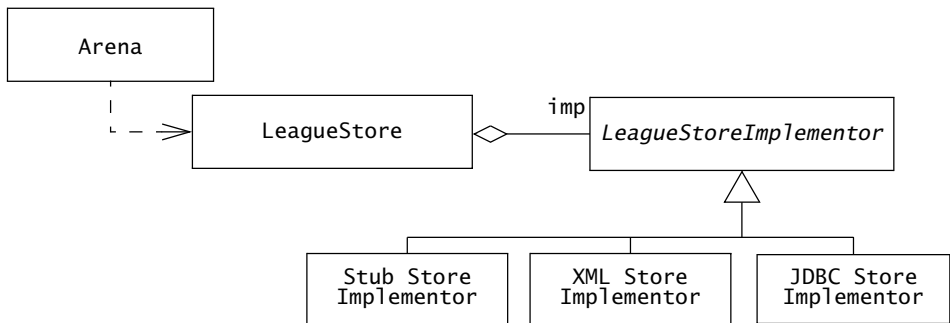 Arena
imp
LeagueStore
LeagueStoreImplementor
Stub Store
Implementor
XML Store
Implementor
JDBC Store
Implementor